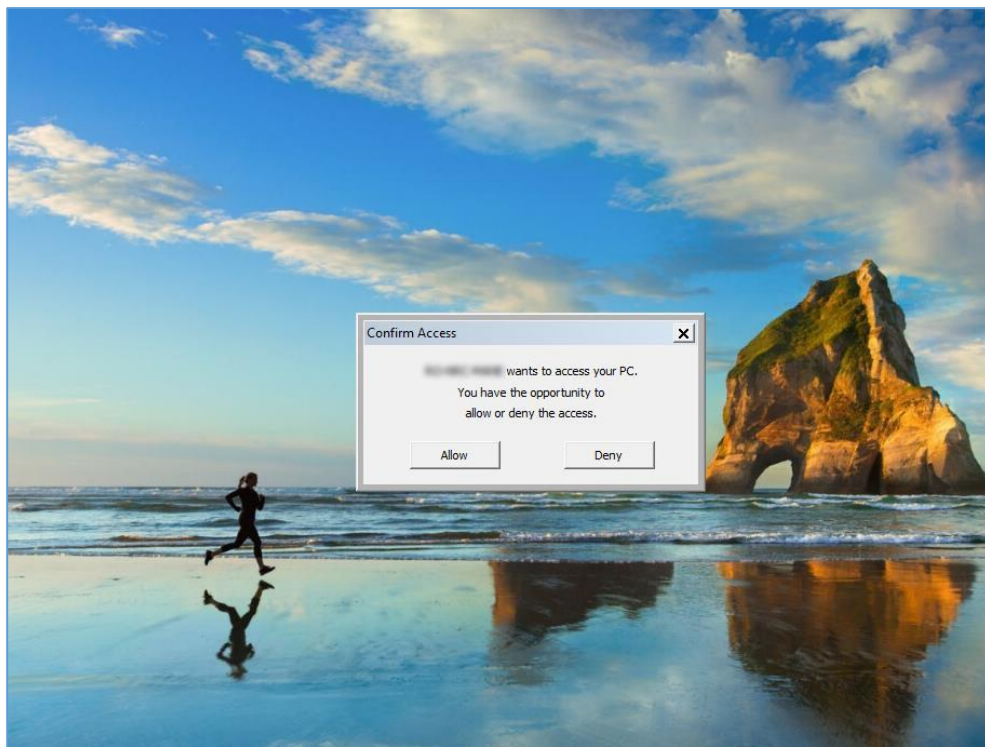 Confirm Access
wants to access your PC.
You have the opportunity to
allow or deny the access.
Allow
Deny